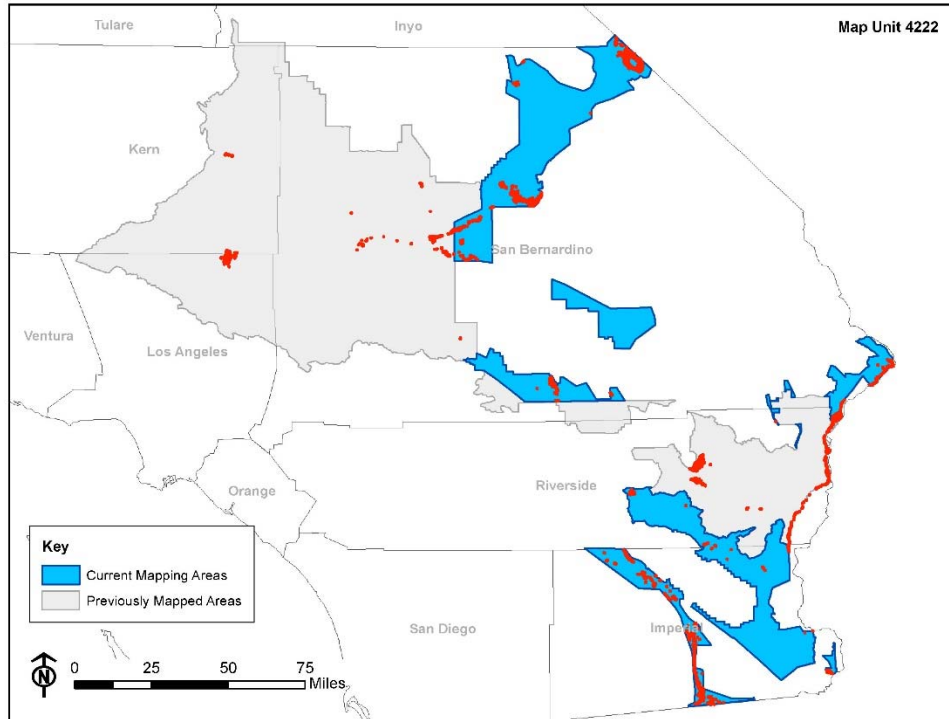 Tulare
Inyo
Map Unit 4222
Kern
San Bernardino
Ventura
Los Angeles
Orange
Riverside
Key
Current Mapping Areas
Previously Mapped Areas
San Diego
Imperial
N
0 25 50 75
Miles